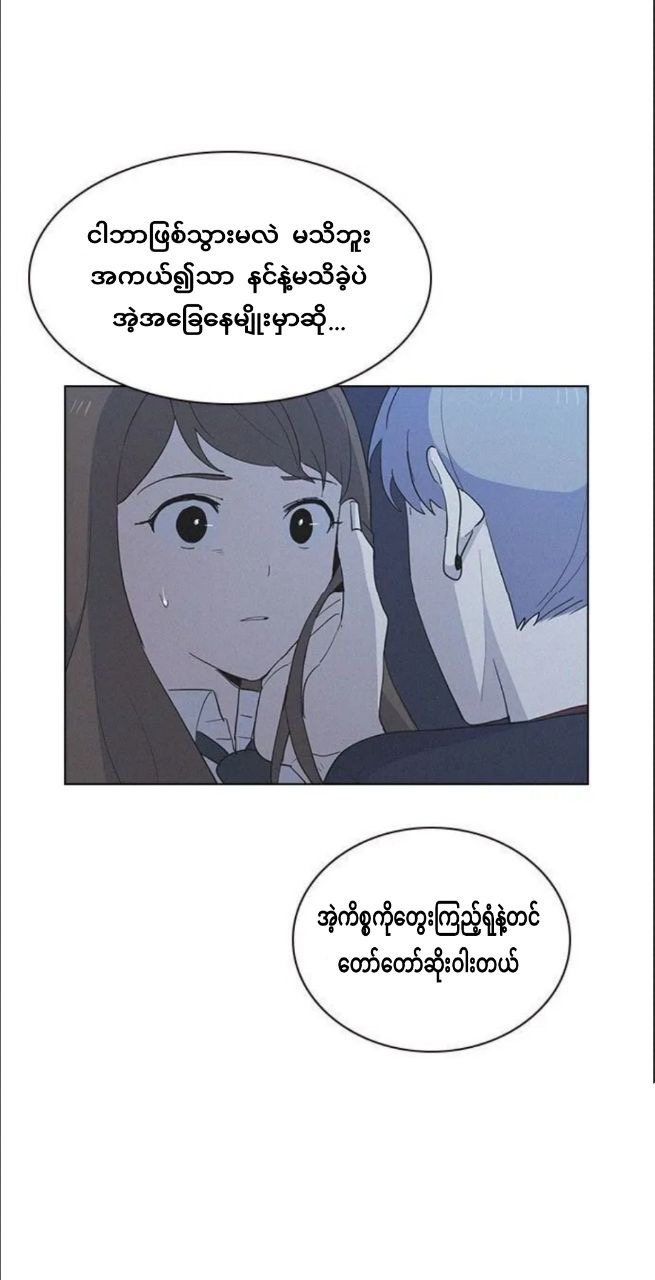 ငါဘာဖြစ်သွားမလဲ မသိဘူး
အကယ်၍သာ နင်နဲ့မသိခဲ့ပဲ
အဲ့အခြေနေမျိုးမှာဆို...
အဲ့ကိစ္စကိုတွေးကြည့်ရုံနဲ့တင်
တော်တော်ဆိုးဝါးတယ်